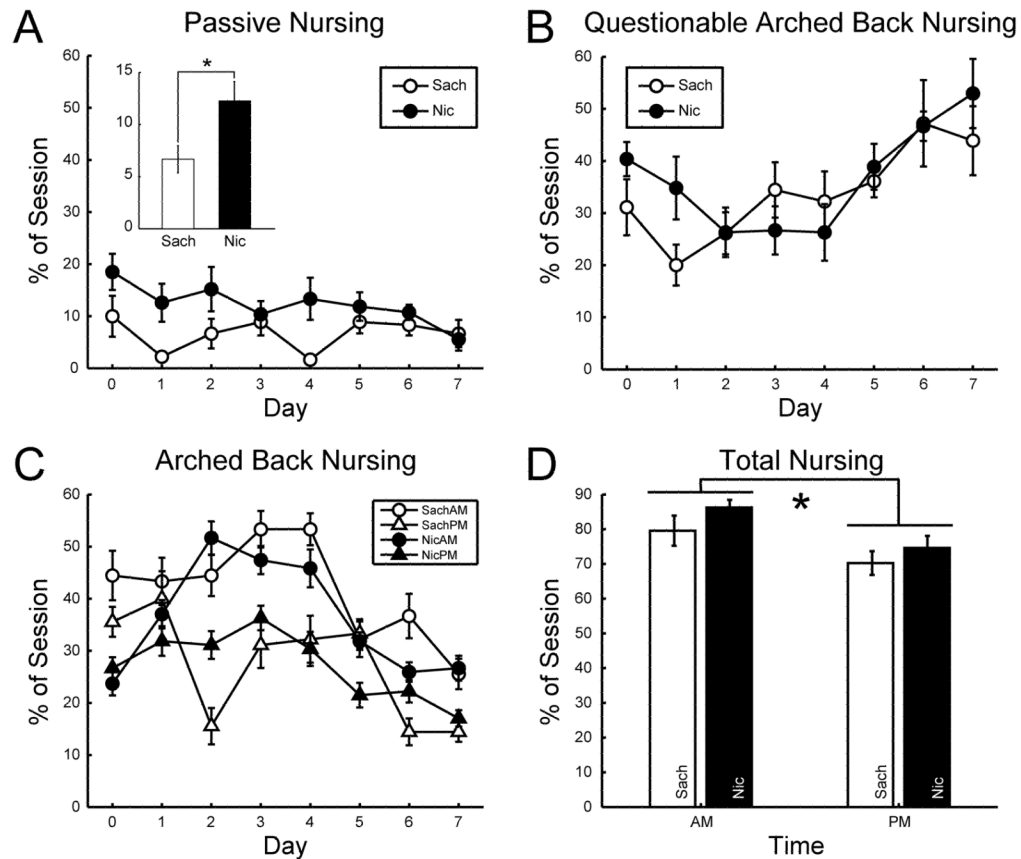 A Passive Nursing
60
50
40
30
20
10
0
% of Session
15
10
5
0
*
Sach Nic
Sach
Nic
0 1 2 3 4 5 6 7
Day
B Questionable Arched Back Nursing
60
50
40
30
20
10
0
% of Session
Sach
Nic
0 1 2 3 4 5 6 7
Day
C Arched Back Nursing
60
50
40
30
20
10
0
% of Session
SachAM
SachPM
NicAM
NicPM
0 1 2 3 4 5 6 7
Day
D Total Nursing
90
80
70
60
50
40
30
20
10
0
% of Session
*
Sach Nic Sach Nic
AM PM
Time